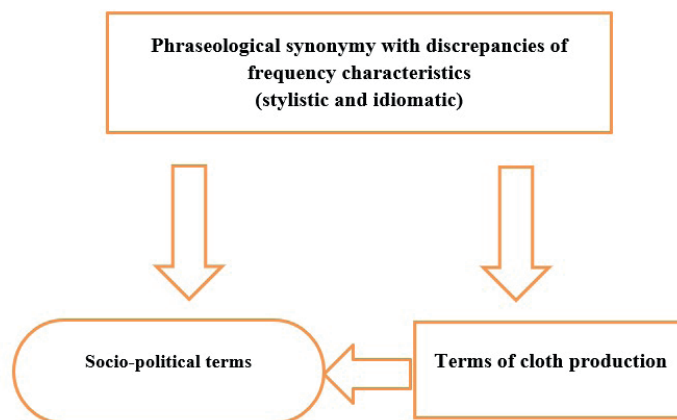 Phraseological synonymy with discrepancies of
frequency characteristics
(stylistic and idiomatic)
Socio-political terms
Terms of cloth production